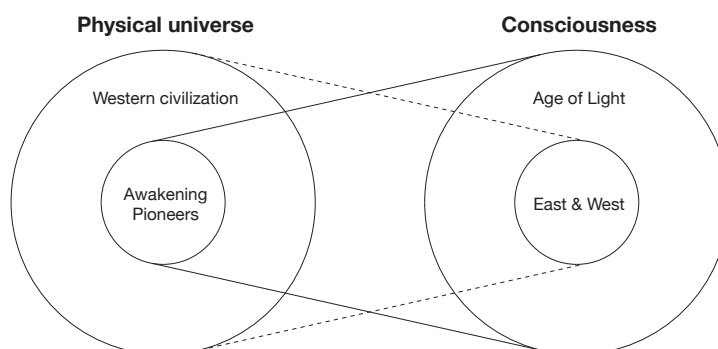 Physical universe
Consciousness
Western civilization
Age of Light
Awakening
Pioneers
East & West